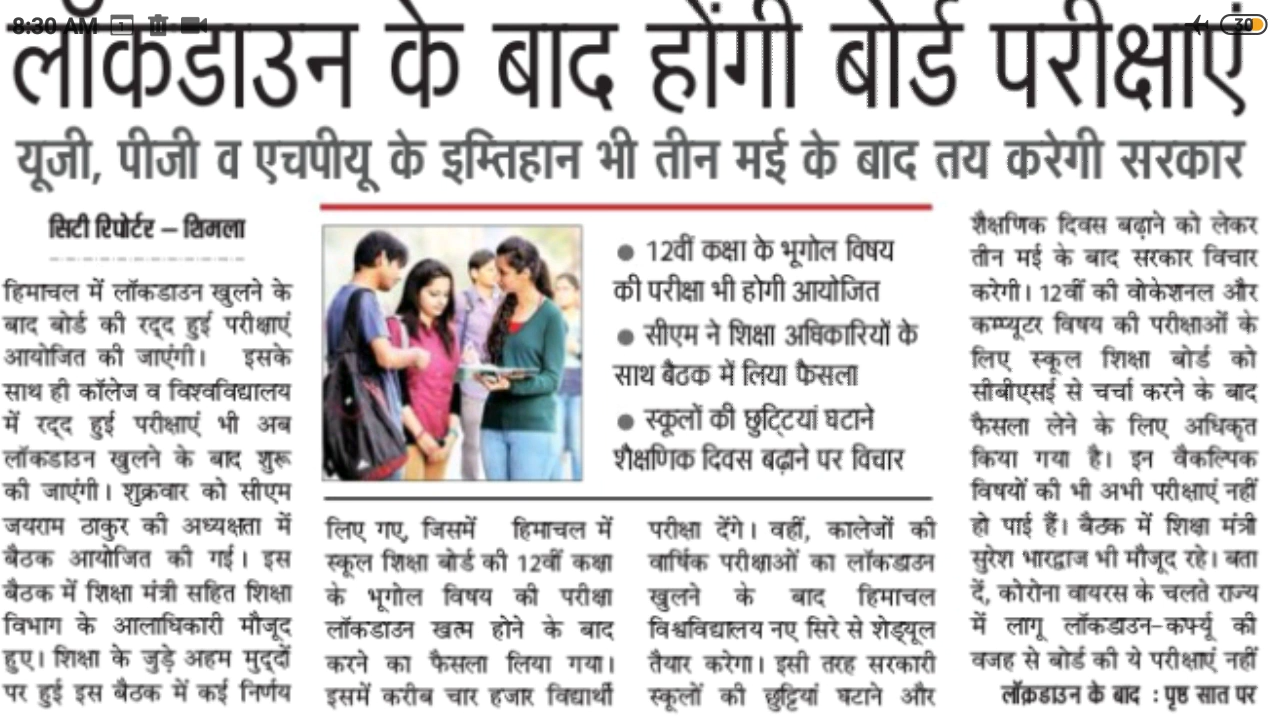 8:30 AM 1 30
लॉकडाउन के बाद होंगी बोर्ड परीक्षाएं
यूजी, पीजी व एचपीयू के इम्तिहान भी तीन मई के बाद तय करेगी सरकार
सिटी रिपोर्टर – शिमला
हिमाचल में लॉकडाउन खुलने के
बाद बोर्ड की रद्द हुई परीक्षाएं
आयोजित की जाएंगी। इसके
साथ ही कॉलेज व विश्वविद्यालय
में रद्द हुई परीक्षाएं भी अब
लॉकडाउन खुलने के बाद शुरू
की जाएंगी। शुक्रवार को सीएम
जयराम ठाकुर की अध्यक्षता में
बैठक आयोजित की गई। इस
बैठक में शिक्षा मंत्री सहित शिक्षा
विभाग के आलाधिकारी मौजूद
हुए। शिक्षा के जुड़े अहम मुद्दों
पर हुई इस बैठक में कई निर्णय
● 12वीं कक्षा के भूगोल विषय
की परीक्षा भी होगी आयोजित
● सीएम ने शिक्षा अधिकारियों के
साथ बैठक में लिया फैसला
● स्कूलों की छुट्टियां घटाने
शैक्षणिक दिवस बढ़ाने पर विचार
लिए गए, जिसमें हिमाचल में
स्कूल शिक्षा बोर्ड की 12वीं कक्षा
के भूगोल विषय की परीक्षा
लॉकडाउन खत्म होने के बाद
करने का फैसला लिया गया।
इसमें करीब चार हजार विद्यार्थी
परीक्षा देंगे। वहीं, कालेजों की
वार्षिक परीक्षाओं का लॉकडाउन
खुलने के बाद हिमाचल
विश्वविद्यालय नए सिरे से शेड्यूल
तैयार करेगा। इसी तरह सरकारी
स्कूलों की छुट्टियां घटाने और
शैक्षणिक दिवस बढ़ाने को लेकर
तीन मई के बाद सरकार विचार
करेगी। 12वीं की वोकेशनल और
कम्प्यूटर विषय की परीक्षाओं के
लिए स्कूल शिक्षा बोर्ड को
सीबीएसई से चर्चा करने के बाद
फैसला लेने के लिए अधिकृत
किया गया है। इन वैकल्पिक
विषयों की भी अभी परीक्षाएं नहीं
हो पाई हैं। बैठक में शिक्षा मंत्री
सुरेश भारद्वाज भी मौजूद रहे। बता
दें, कोरोना वायरस के चलते राज्य
में लागू लॉकडाउन-कर्फ्यू की
वजह से बोर्ड की ये परीक्षाएं नहीं
लॉकडाउन के बाद : पृष्ठ सात पर